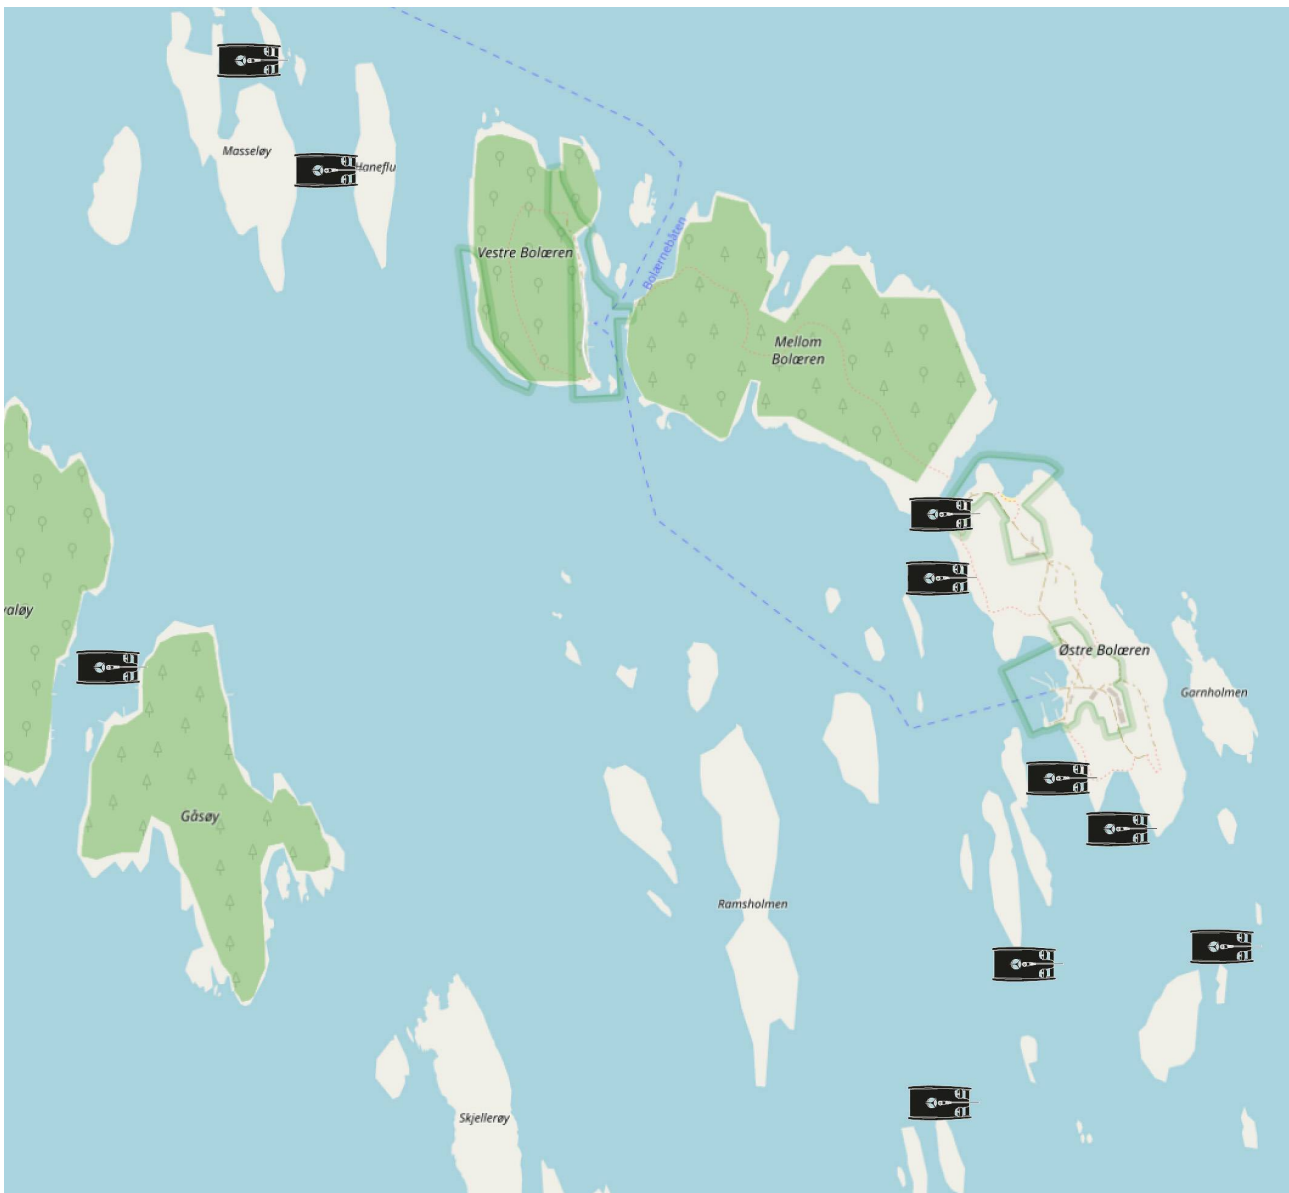 Masseløy
Haneflu
Vestre Bolæren
Bolærnebåten
Mellom
Bolæren
valøy
Østre Bolæren
Garnholmen
Gåsøy
Ramsholmen
Skjellerøy